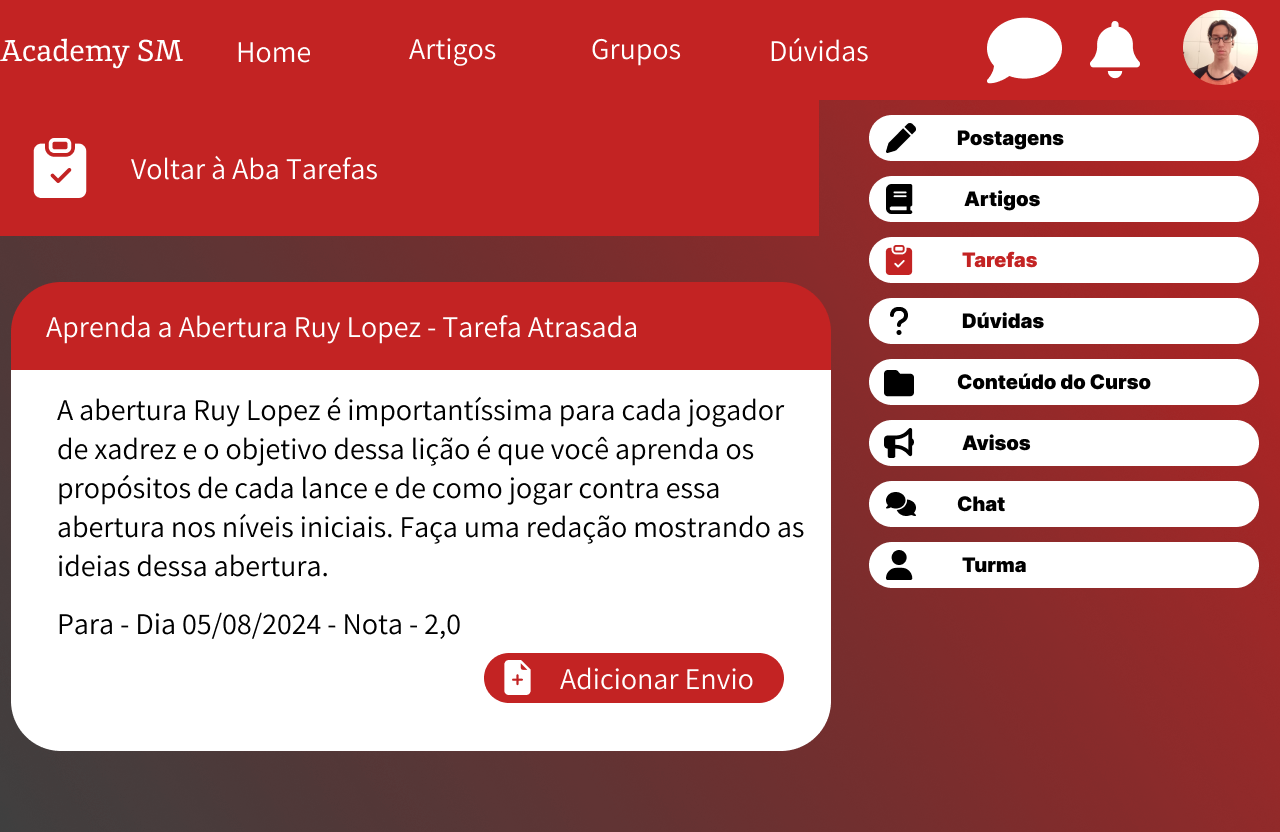 Academy SM
Home
Artigos
Grupos
Dúvidas
Voltar à Aba Tarefas
Postagens
Artigos
Tarefas
Dúvidas
Conteúdo do Curso
Avisos
Chat
Turma
Aprenda a Abertura Ruy Lopez - Tarefa Atrasada
A abertura Ruy Lopez é importantíssima para cada jogador
de xadrez e o objetivo dessa lição é que você aprenda os
propósitos de cada lance e de como jogar contra essa
abertura nos níveis iniciais. Faça uma redação mostrando as
ideias dessa abertura.
Para - Dia 05/08/2024 - Nota - 2,0
Adicionar Envio